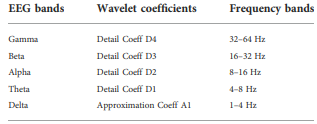 EEG bands Wavelet coefficients Frequency bands
Gamma Detail Coeff D4 32–64 Hz
Beta Detail Coeff D3 16–32 Hz
Alpha Detail Coeff D2 8–16 Hz
Theta Detail Coeff D1 4–8 Hz
Delta Approximation Coeff A1 1–4 Hz